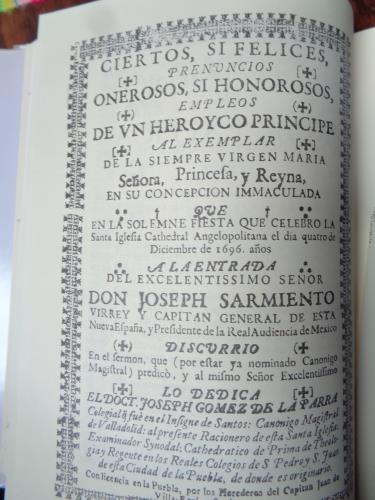 CIERTOS, SI FELICES,
PRENUNCIOS
ONEROSOS, SI HONOROSOS,
EMPLEOS
DE VN HEROYCO PRINCIPE
AL EXEMPLAR
DE LA SIEMPRE VIRGEN MARIA
Señora, Princesa, y Reyna,
EN SU CONCEPCION IMMACULADA
QUE
EN LA SOLEMNE FIESTA QUE CELEBRO LA
Santa Iglesia Cathedral Angelopolitana el dia quatro de
Diciembre de 1696. años
A LA ENTRADA
DEL EXCELENTISSIMO SEÑOR
DON JOSEPH SARMIENTO
VIRREY Y CAPITAN GENERAL DE ESTA
Nueva España, y Presidente de la Real Audiencia de Mexico
DISCURRIO
En el sermon, que (por estar ya nominado Canonigo
Magistral) predicò, y al mismo Señor Excelentissimo
LO DEDICA
EL DOCT. JOSEPH GOMEZ DE LA PARRA
Colegial q̃ fuè en el Insigne de Santos: Canonigo Magistral
de Valladolid: al presente Racionero de esta Santa Iglesia:
Examinador Synodal: Cathedratico de Prima de Theolo-
gia y Regente en los Reales Colegios de S. Pedro y S. Juan
de esta Ciudad de la Puebla, de donde es originario.
Con licencia en la Puebla, por los Herederos del Capitan Juan de